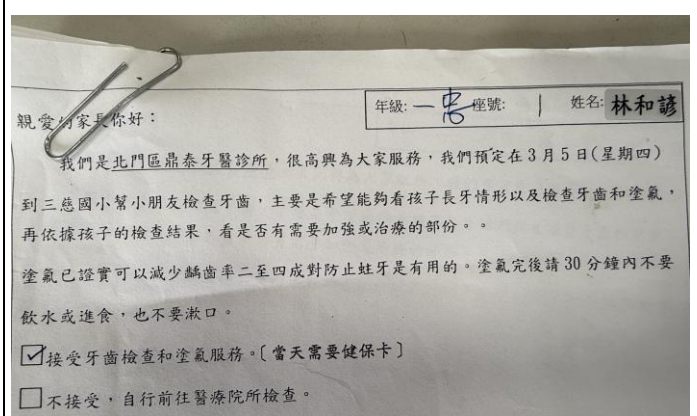 年級: 一 忠 座號: 1 姓名: 林和諺
親愛的家長你好：
我們是北門區鼎泰牙醫診所，很高興為大家服務，我們預定在3月5日(星期四)
到三慈國小幫小朋友檢查牙齒，主要是希望能夠看孩子長牙情形以及檢查牙齒和塗氟，
再依據孩子的檢查結果，看是否有需要加強或治療的部份。。
塗氟已證實可以減少齲齒率二至四成對防止蛀牙是有用的。塗氟完後請30分鐘內不要
飲水或進食，也不要漱口。
☑接受牙齒檢查和塗氟服務。〔當天需要健保卡〕
□不接受，自行前往醫療院所檢查。